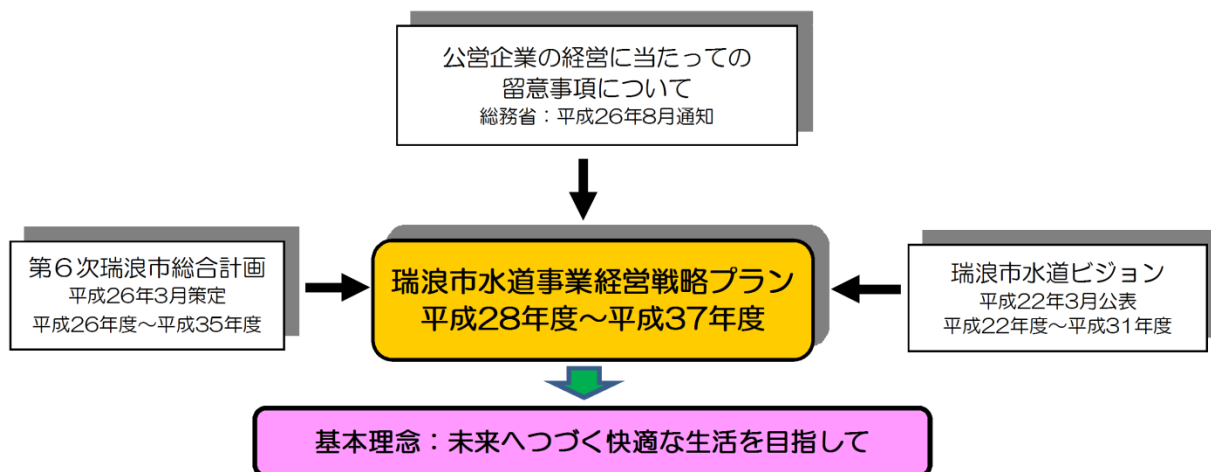 公営企業の経営に当たっての
留意事項について
総務省：平成26年8月通知
第６次瑞浪市総合計画
平成26年3月策定
平成26年度～平成35年度
瑞浪市水道事業経営戦略プラン
平成28年度～平成37年度
瑞浪市水道ビジョン
平成22年3月公表
平成22年度～平成31年度
基本理念：未来へつづく快適な生活を目指して